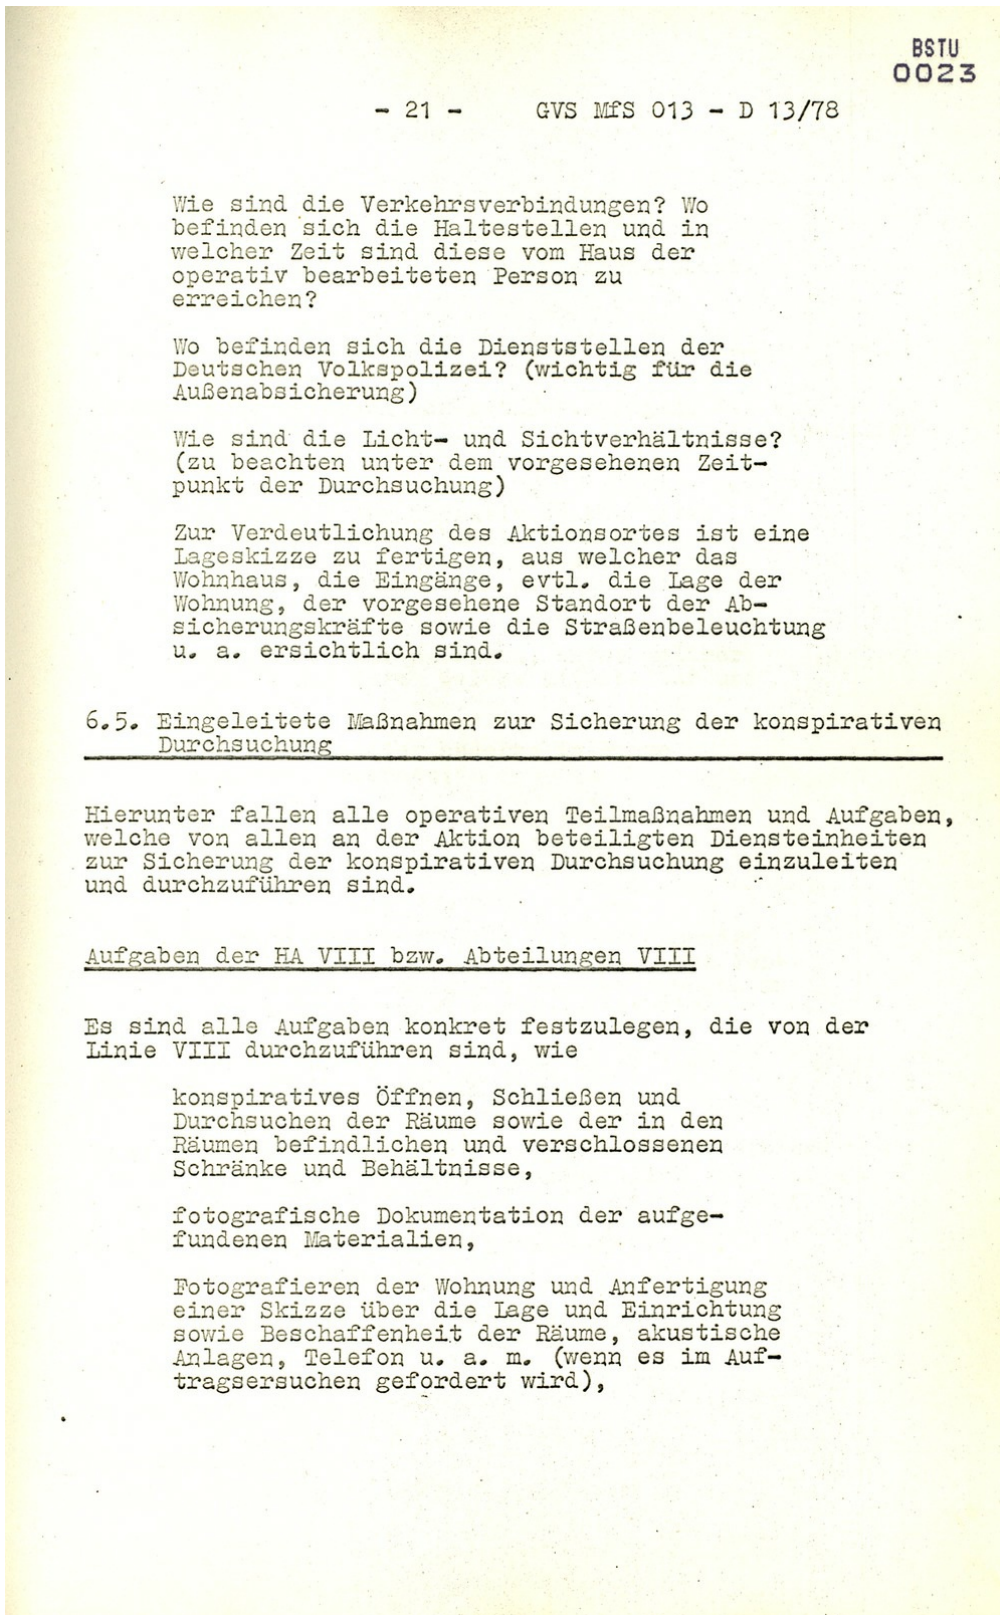 BSTU
0023
- 21 - GVS MfS 013 - D 13/78
Wie sind die Verkehrsverbindungen? Wo
befinden sich die Haltestellen und in
welcher Zeit sind diese vom Haus der
operativ bearbeiteten Person zu
erreichen?
Wo befinden sich die Dienststellen der
Deutschen Volkspolizei? (wichtig für die
Außenabsicherung)
Wie sind die Licht- und Sichtverhältnisse?
(zu beachten unter dem vorgesehenen Zeit-
punkt der Durchsuchung)
Zur Verdeutlichung des Aktionsortes ist eine
Lageskizze zu fertigen, aus welcher das
Wohnhaus, die Eingänge, evtl. die Lage der
Wohnung, der vorgesehene Standort der Ab-
sicherungskräfte sowie die Straßenbeleuchtung
u. a. ersichtlich sind.
6.5. Eingeleitete Maßnahmen zur Sicherung der konspirativen
Durchsuchung
Hierunter fallen alle operativen Teilmaßnahmen und Aufgaben,
welche von allen an der Aktion beteiligten Diensteinheiten
zur Sicherung der konspirativen Durchsuchung einzuleiten
und durchzuführen sind.
Aufgaben der HA VIII bzw. Abteilungen VIII
Es sind alle Aufgaben konkret festzulegen, die von der
Linie VIII durchzuführen sind, wie
konspiratives Öffnen, Schließen und
Durchsuchen der Räume sowie der in den
Räumen befindlichen und verschlossenen
Schränke und Behältnisse,
fotografische Dokumentation der aufge-
fundenen Materialien,
Fotografieren der Wohnung und Anfertigung
einer Skizze über die Lage und Einrichtung
sowie Beschaffenheit der Räume, akustische
Anlagen, Telefon u. a. m. (wenn es im Auf-
tragsersuchen gefordert wird),